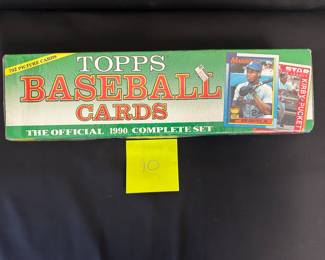 792 PICTURE CARDS
TOPPS
BASEBALL
CARDS
THE OFFICIAL 1990 COMPLETE SET
KIRBY PUCKETT
10